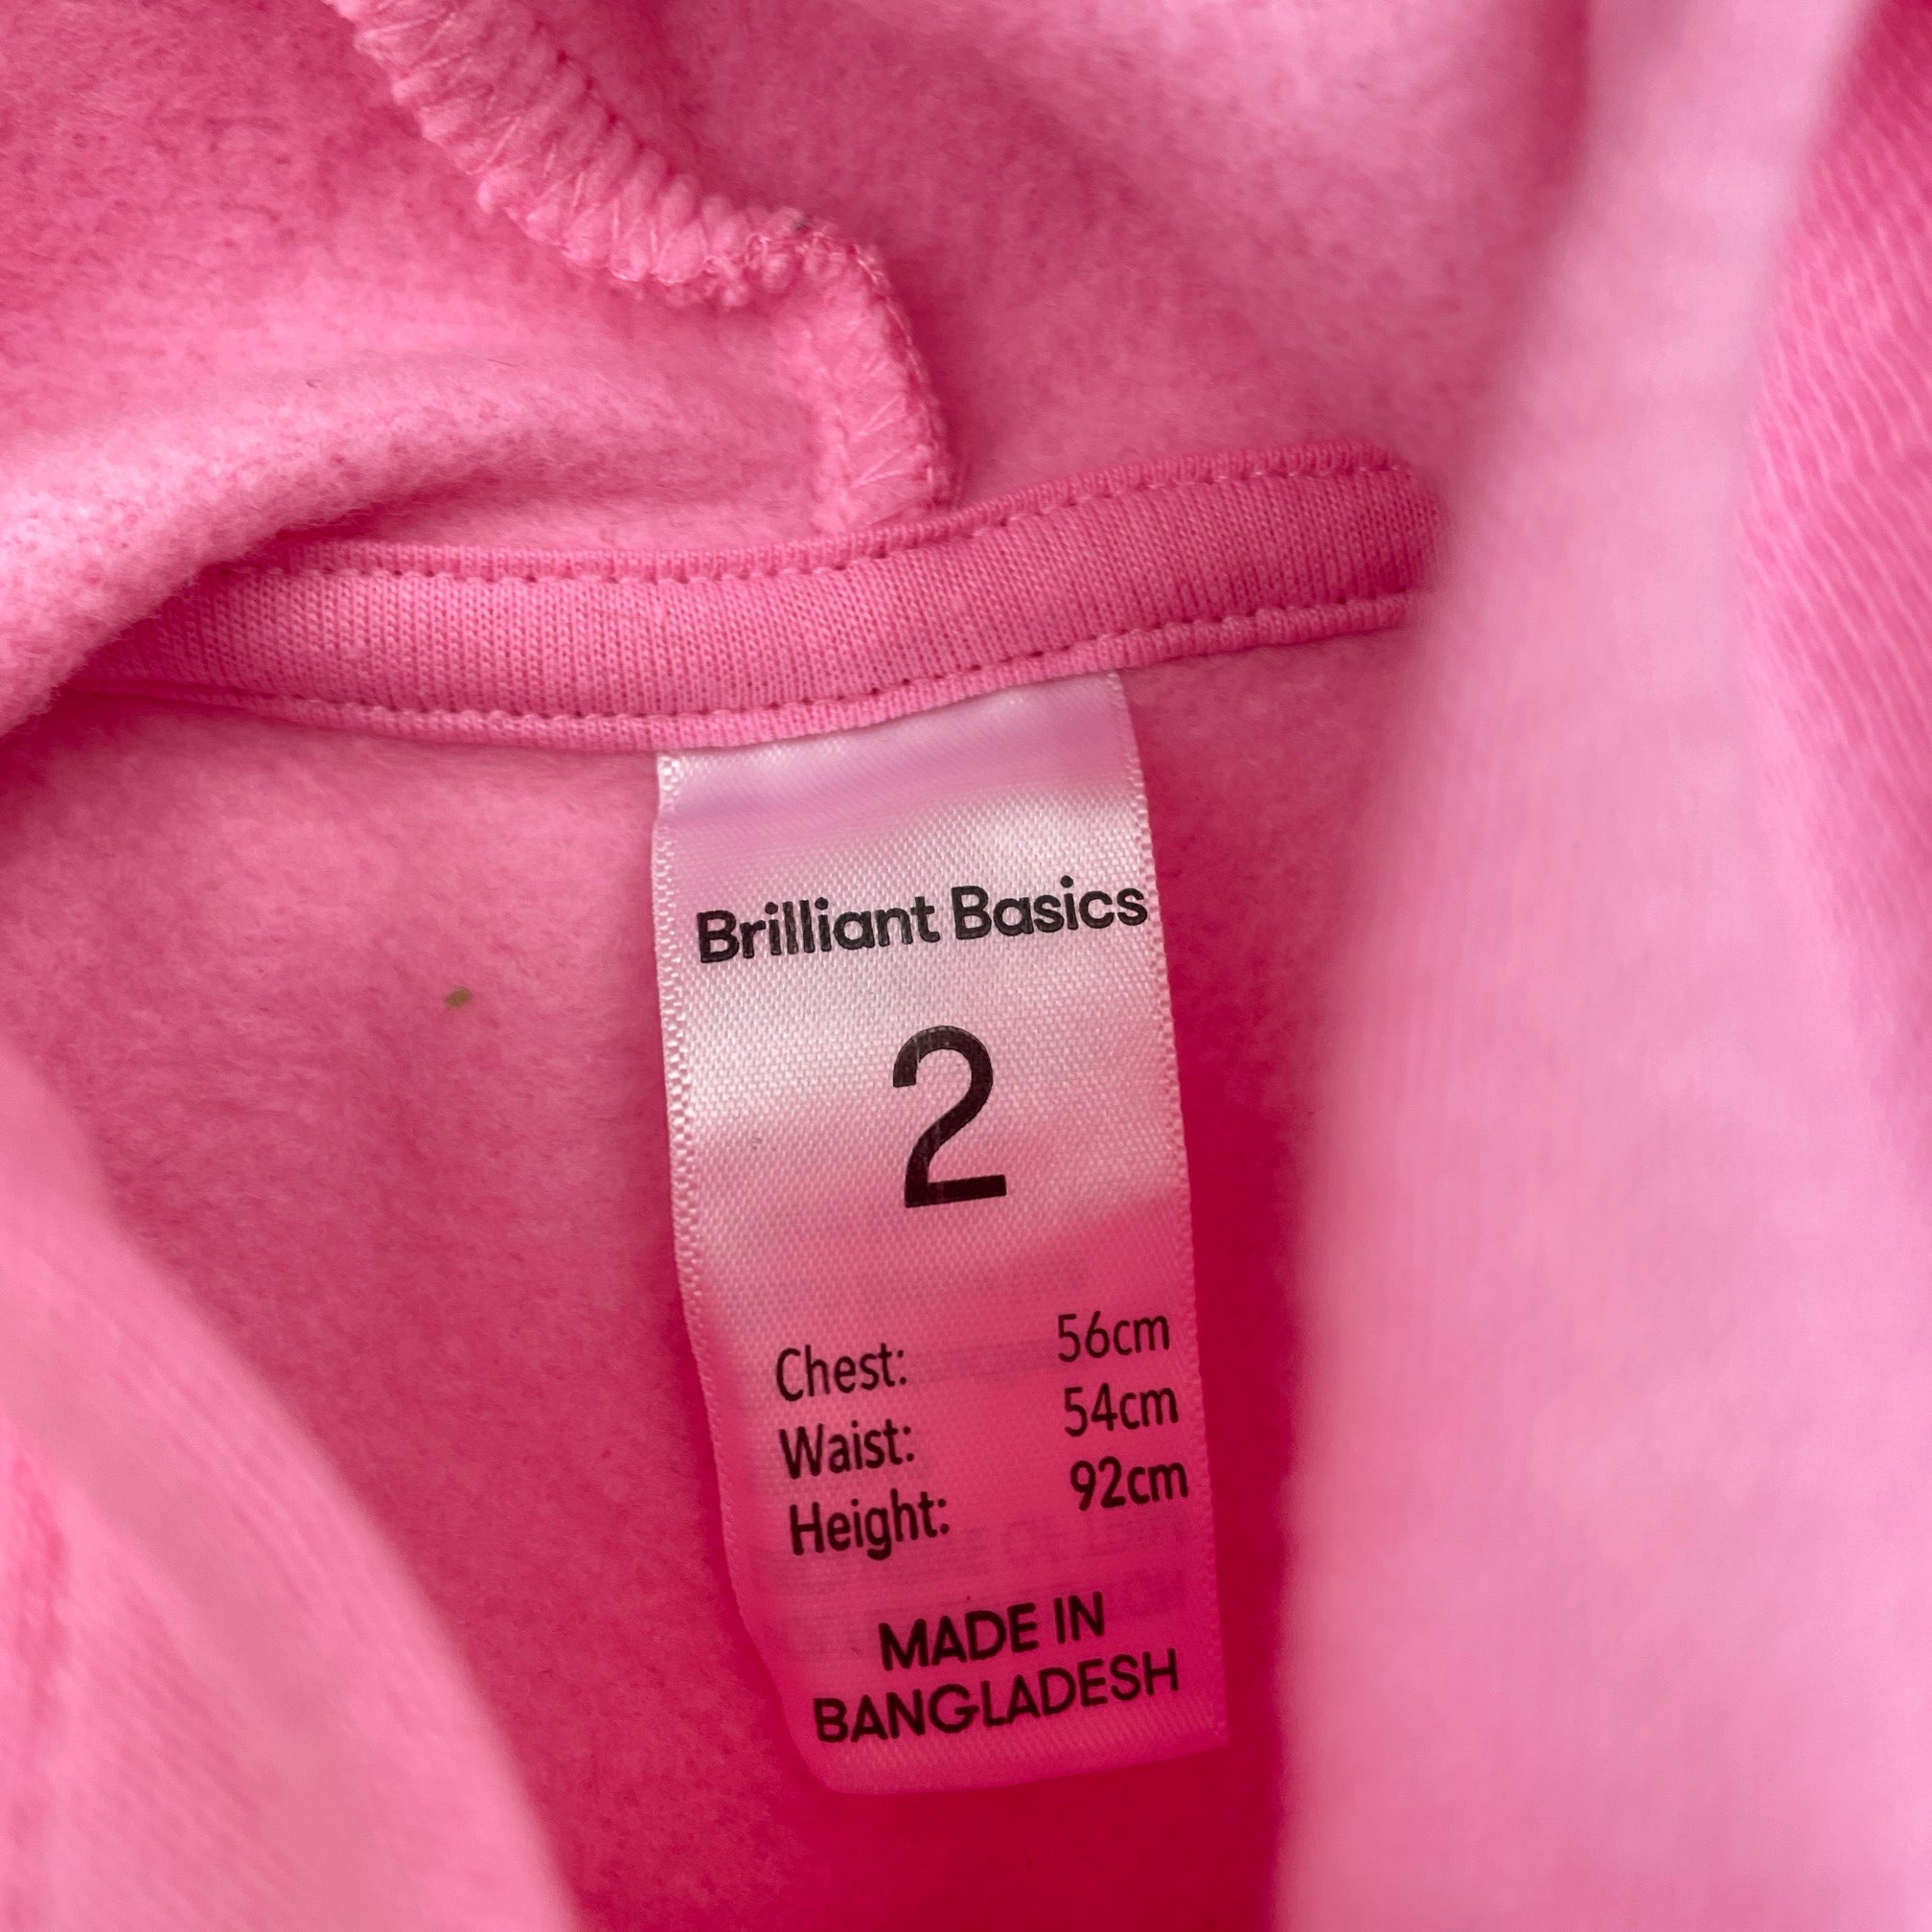 Brilliant Basics
2
Chest: 56cm
Waist: 54cm
Height: 92cm
MADE IN
BANGLADESH